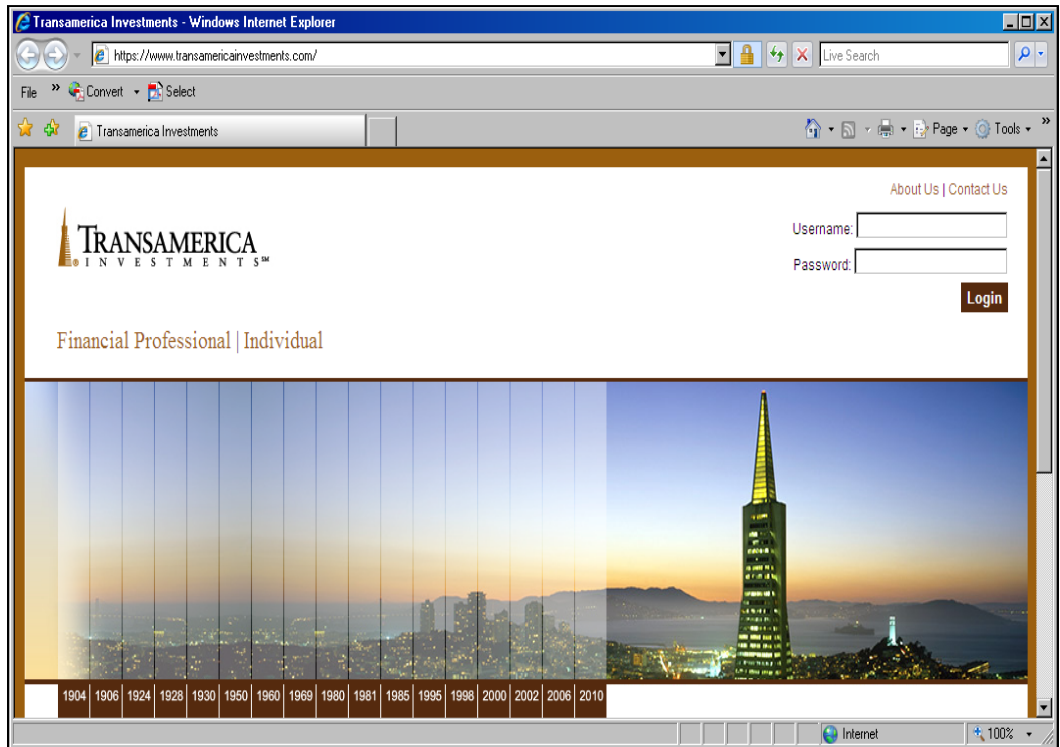 Transamerica Investments - Windows Internet Explorer
https://www.transamericainvestments.com/
Live Search
File » Convert Select
Transamerica Investments
Page Tools »
About Us | Contact Us
TRANSAMERICA
INVESTMENTS℠
Username:
Password:
Login
Financial Professional | Individual
1904 1906 1924 1928 1930 1950 1960 1969 1980 1981 1985 1995 1998 2000 2002 2006 2010
Internet 100%